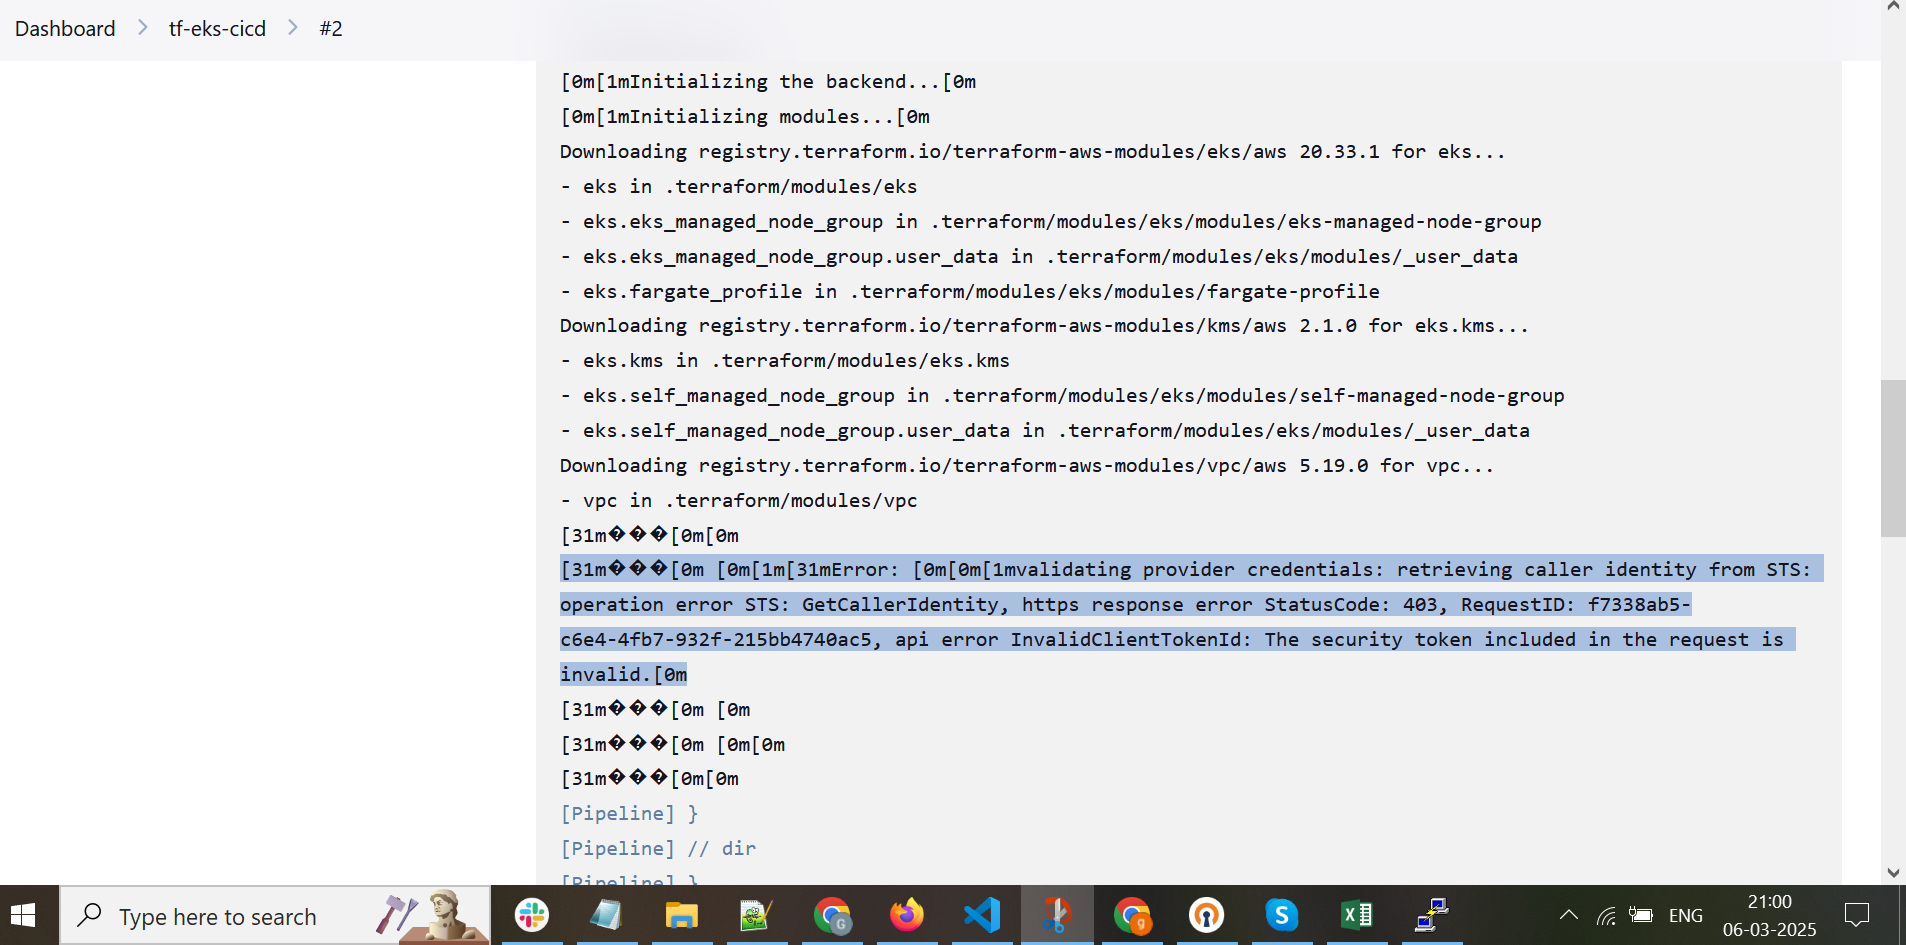 Dashboard > tf-eks-cicd > #2
[0m[1mInitializing the backend...[0m
[0m[1mInitializing modules...[0m
Downloading registry.terraform.io/terraform-aws-modules/eks/aws 20.33.1 for eks...
- eks in .terraform/modules/eks
- eks.eks_managed_node_group in .terraform/modules/eks/modules/eks-managed-node-group
- eks.eks_managed_node_group.user_data in .terraform/modules/eks/modules/_user_data
- eks.fargate_profile in .terraform/modules/eks/modules/fargate-profile
Downloading registry.terraform.io/terraform-aws-modules/kms/aws 2.1.0 for eks.kms...
- eks.kms in .terraform/modules/eks.kms
- eks.self_managed_node_group in .terraform/modules/eks/modules/self-managed-node-group
- eks.self_managed_node_group.user_data in .terraform/modules/eks/modules/_user_data
Downloading registry.terraform.io/terraform-aws-modules/vpc/aws 5.19.0 for vpc...
- vpc in .terraform/modules/vpc
[31m���[0m[0m
[31m���[0m [0m[1m[31mError: [0m[0m[1mvalidating provider credentials: retrieving caller identity from STS:
operation error STS: GetCallerIdentity, https response error StatusCode: 403, RequestID: f7338ab5-
c6e4-4fb7-932f-215bb4740ac5, api error InvalidClientTokenId: The security token included in the request is
invalid.[0m
[31m���[0m [0m
[31m���[0m [0m[0m
[31m���[0m[0m
[Pipeline] }
[Pipeline] // dir
[Pipeline] }
Type here to search
ENG
21:00
06-03-2025